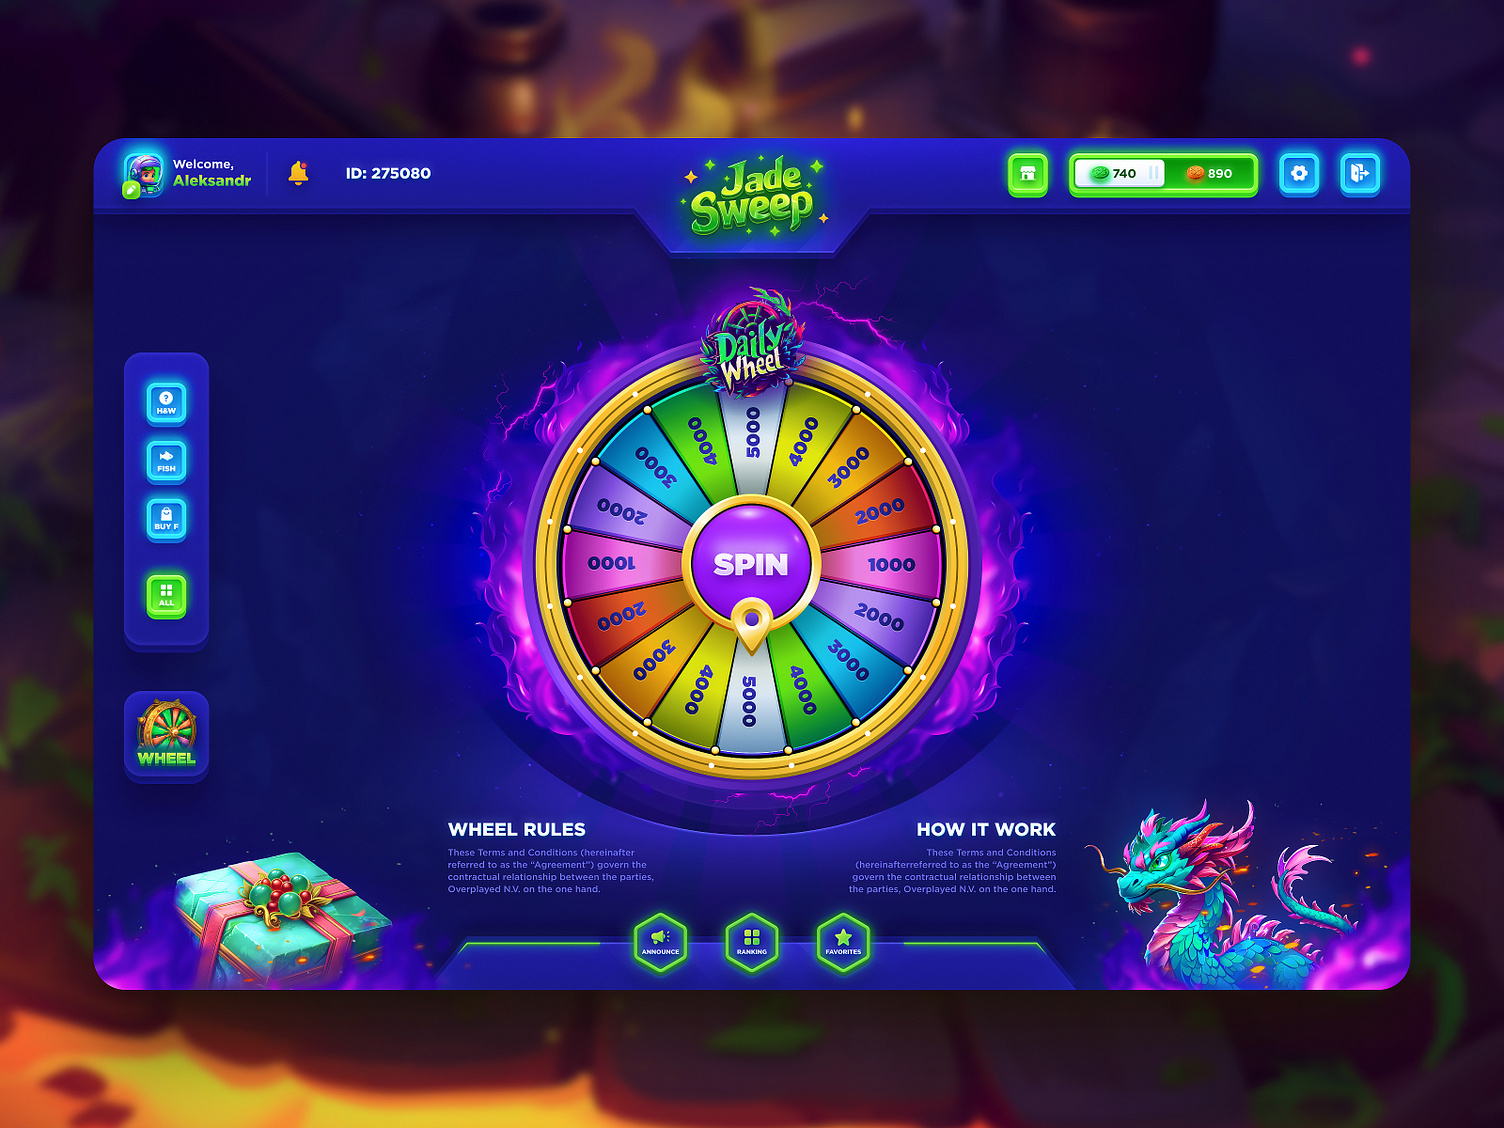 Welcome,
Aleksandr
ID: 275080
Jade
Sweep
740
890
Daily
Wheel
5000
4000
3000
2000
1000
2000
3000
4000
5000
4000
3000
2000
1000
2000
3000
4000
SPIN
H&W
FISH
BUY F
ALL
WHEEL
WHEEL RULES
These Terms and Conditions (hereinafter
referred to as the “Agreement”) govern the
contractual relationship between the parties,
Overplayed N.V. on the one hand.
HOW IT WORK
These Terms and Conditions
(hereinafterreferred to as the “Agreement”)
govern the contractual relationship between
the parties, Overplayed N.V. on the one hand.
ANNOUNCE
RANKING
FAVORITES